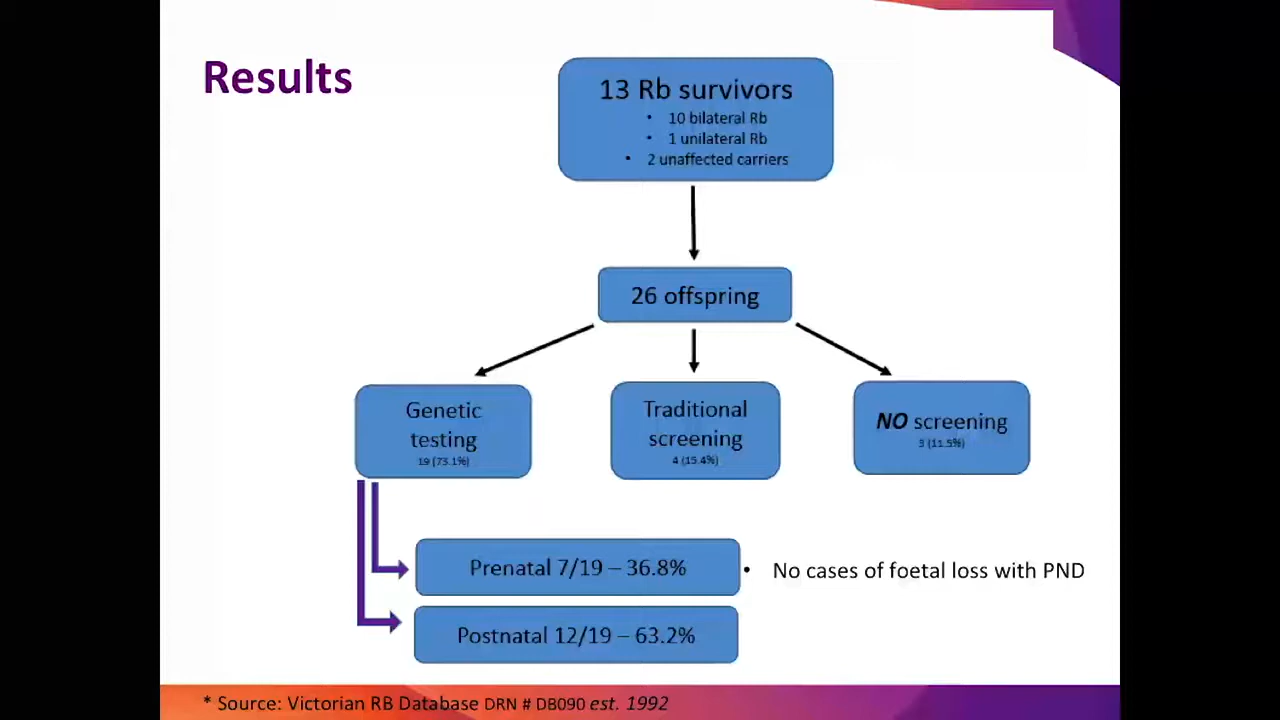 Results
13 Rb survivors
• 10 bilateral Rb
• 1 unilateral Rb
• 2 unaffected carriers
26 offspring
Genetic
testing
19 (73.1%)
Traditional
screening
4 (15.4%)
NO screening
3 (11.5%)
Prenatal 7/19 – 36.8%
• No cases of foetal loss with PND
Postnatal 12/19 – 63.2%
* Source: Victorian RB Database DRN # DB090 est. 1992